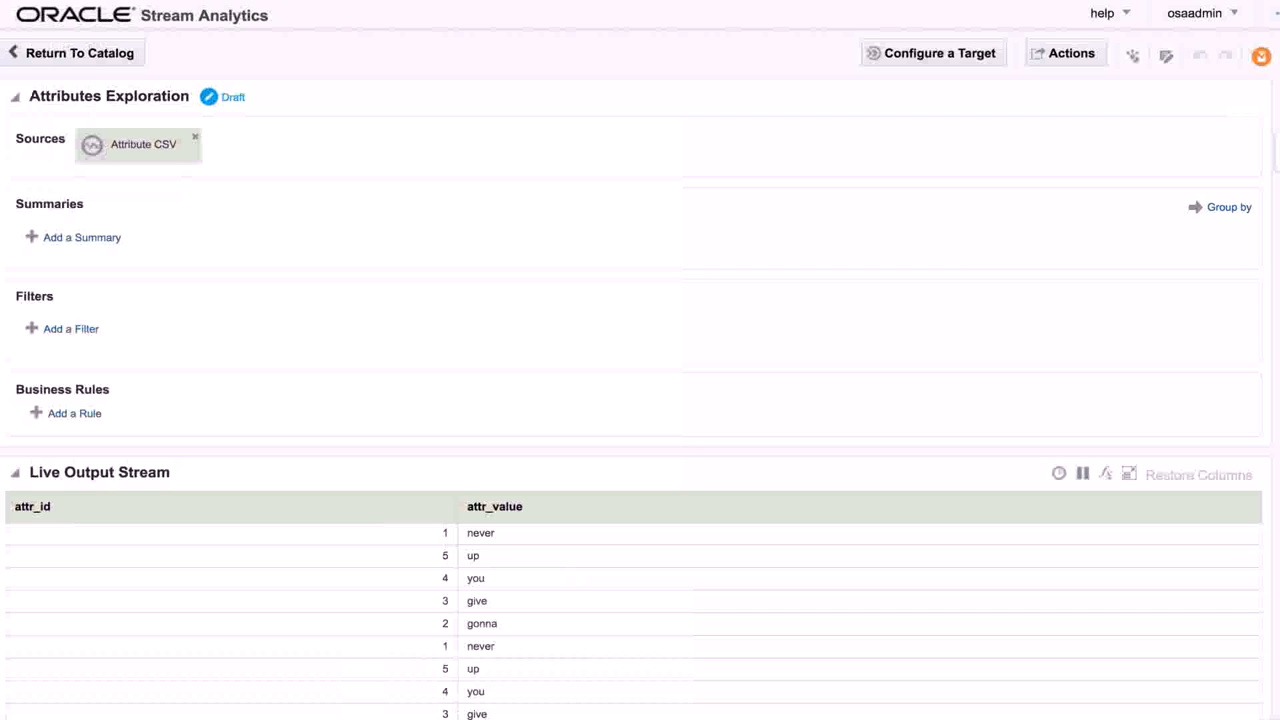 ORACLE® Stream Analytics help osaadmin
Return To Catalog Configure a Target Actions
Attributes Exploration Draft
Sources Attribute CSV
Summaries
Group by
Add a Summary
Filters
Add a Filter
Business Rules
Add a Rule
Live Output Stream Restore Columns
attr_id attr_value
1 never
5 up
4 you
3 give
2 gonna
1 never
5 up
4 you
3 give